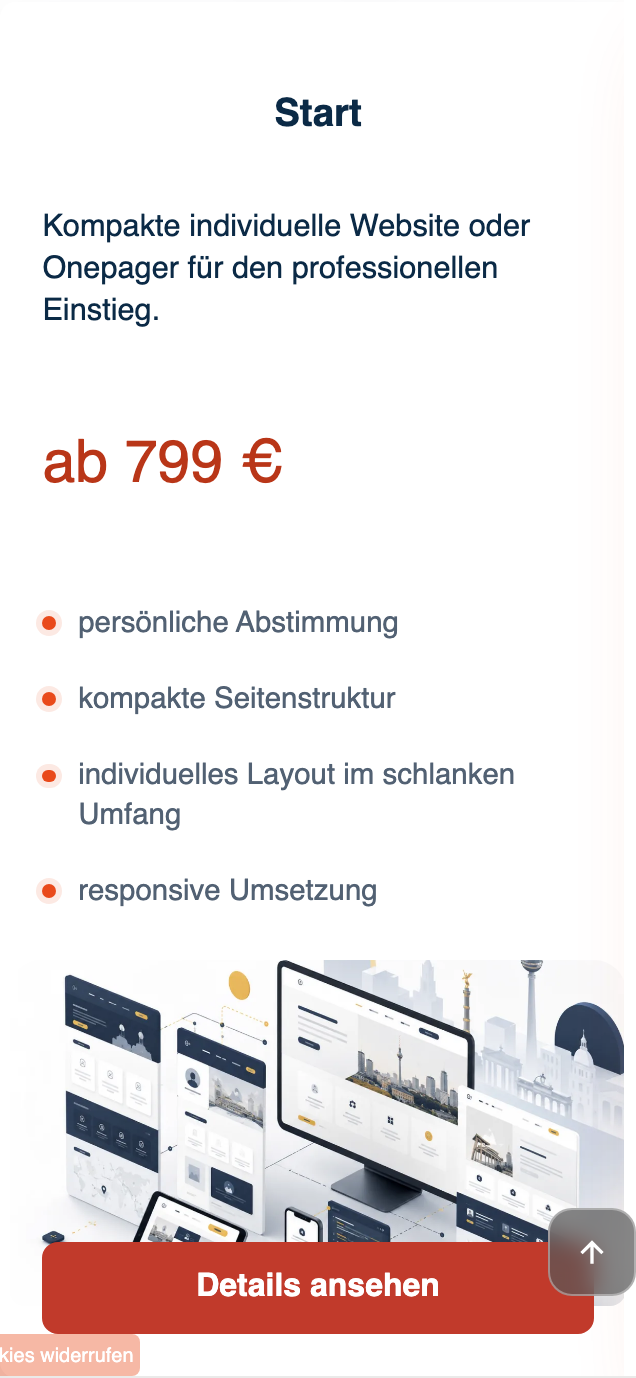 Start
Kompakte individuelle Website oder
Onepager für den professionellen
Einstieg.
ab 799 €
persönliche Abstimmung
kompakte Seitenstruktur
individuelles Layout im schlanken
Umfang
responsive Umsetzung
Details ansehen
kies widerrufen